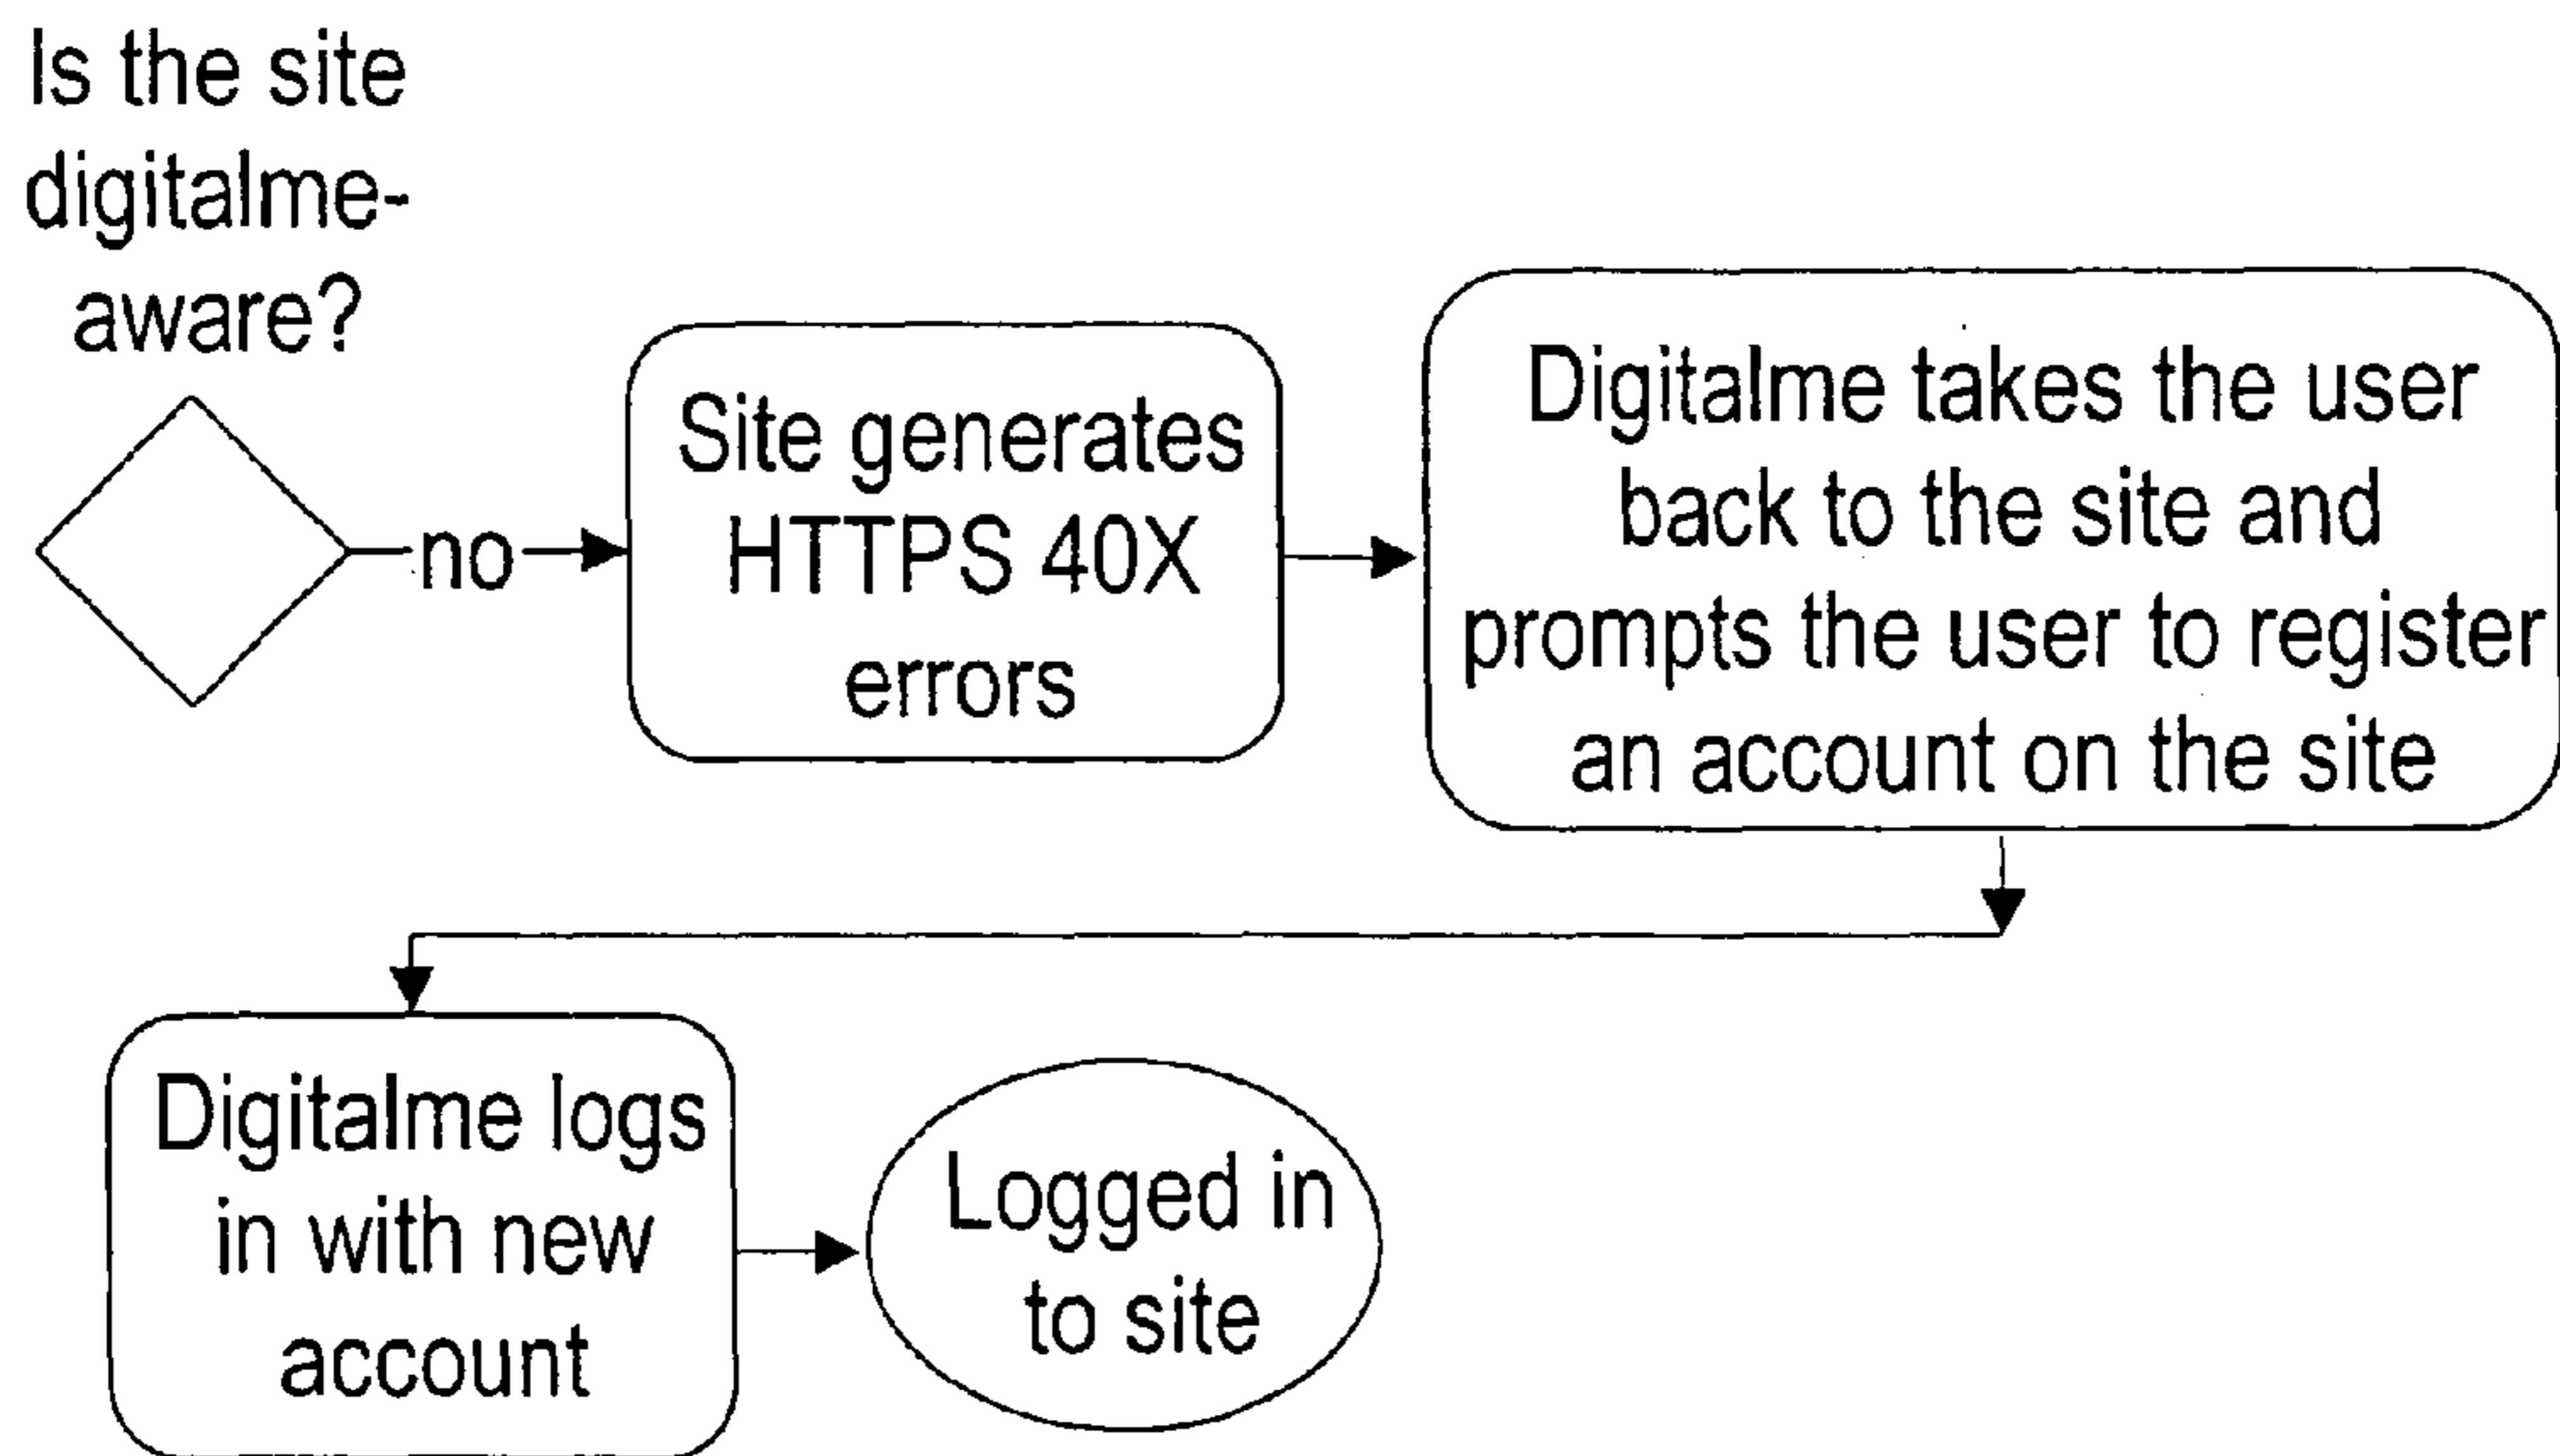 Is the site
digitalme-
aware?
no
Site generates
HTTPS 40X
errors
Digitalme takes the user
back to the site and
prompts the user to register
an account on the site
Digitalme logs
in with new
account
Logged in
to site